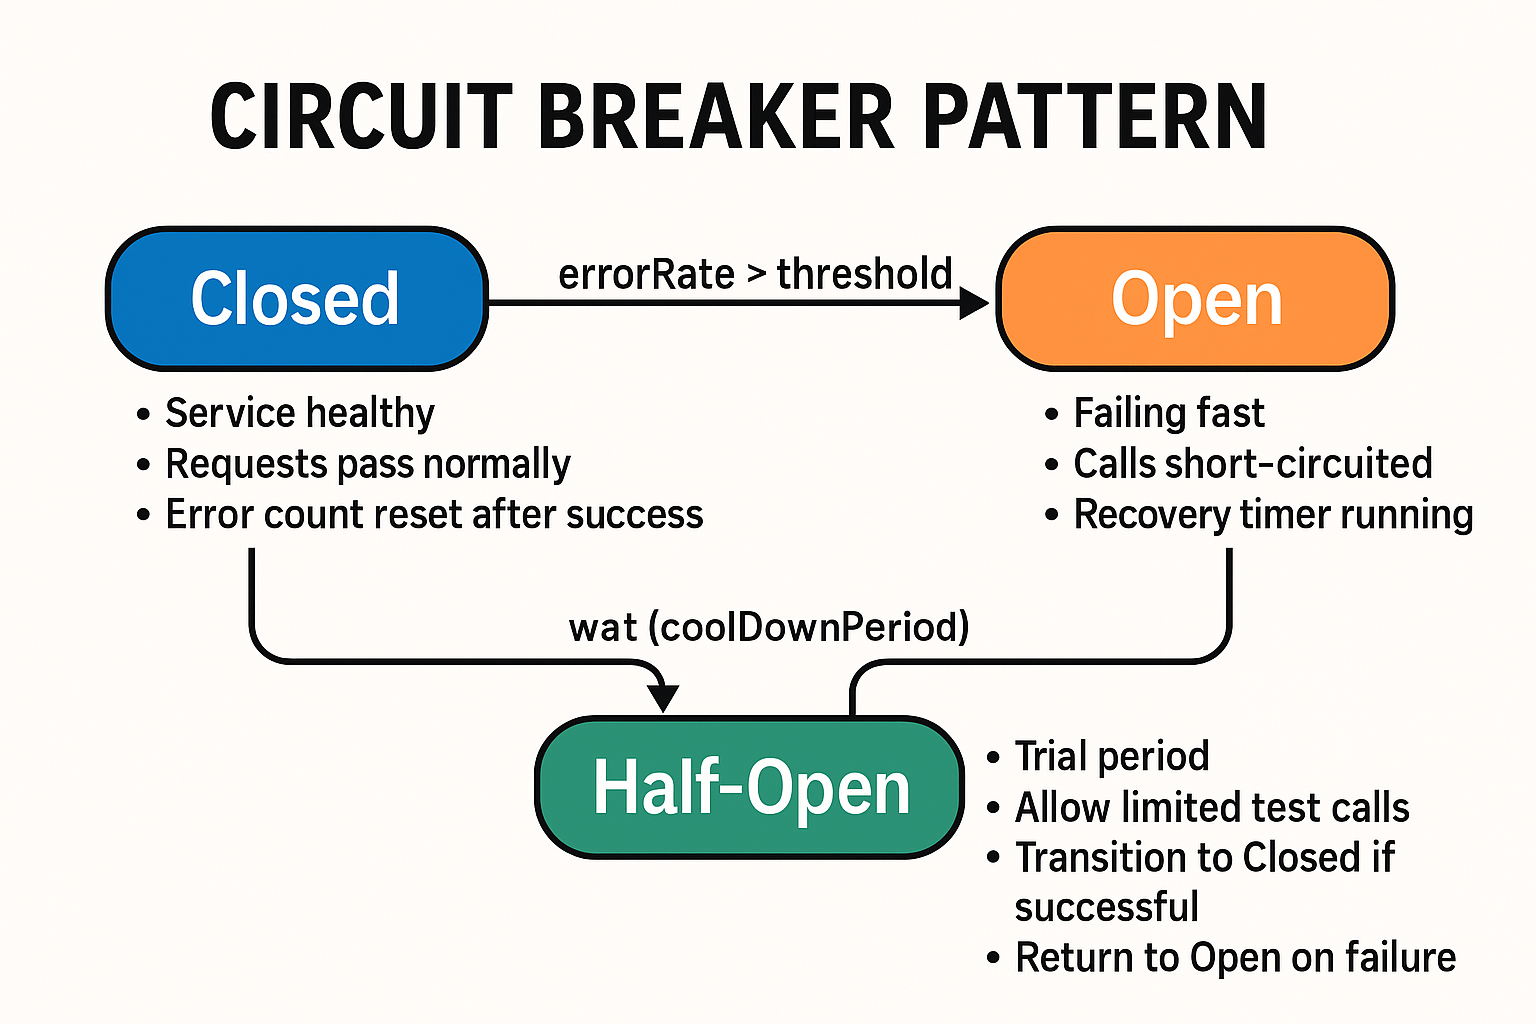 CIRCUIT BREAKER PATTERN
Closed
errorRate > threshold
Open
• Service healthy
• Requests pass normally
• Error count reset after success
• Failing fast
• Calls short-circuited
• Recovery timer running
wat (coolDownPeriod)
Half-Open
• Trial period
• Allow limited test calls
• Transition to Closed if
successful
• Return to Open on failure